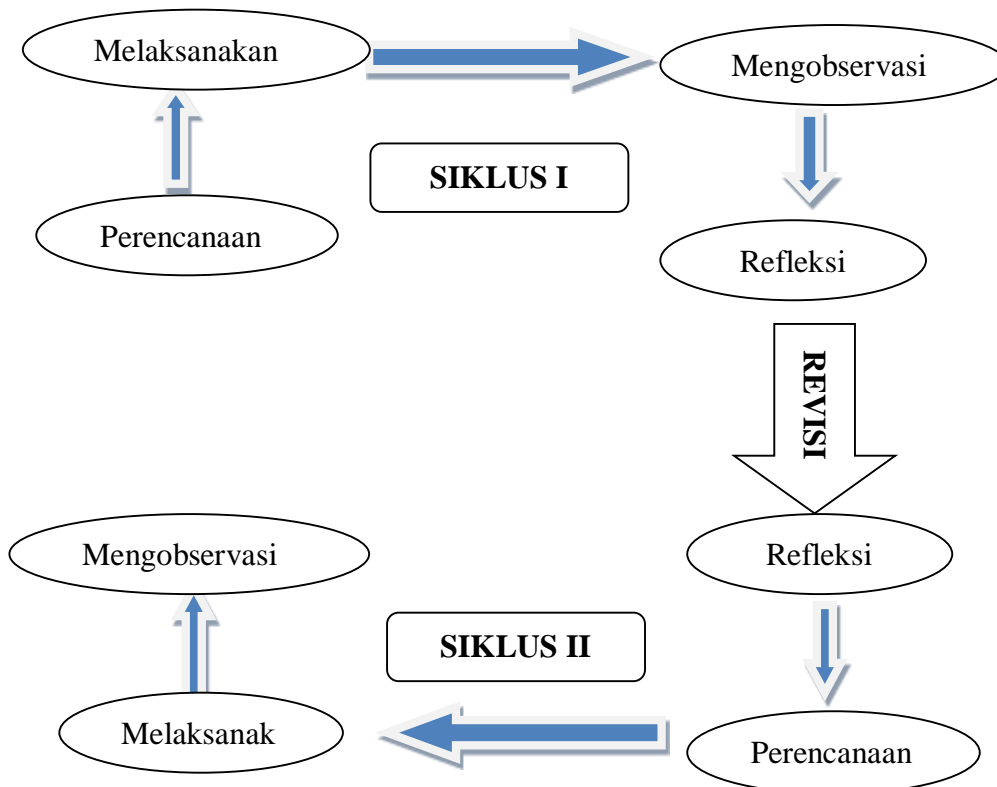 Melaksanakan
Mengobservasi
SIKLUS I
Perencanaan
Refleksi
REVISI
Mengobservasi
Refleksi
SIKLUS II
Melaksanak
Perencanaan